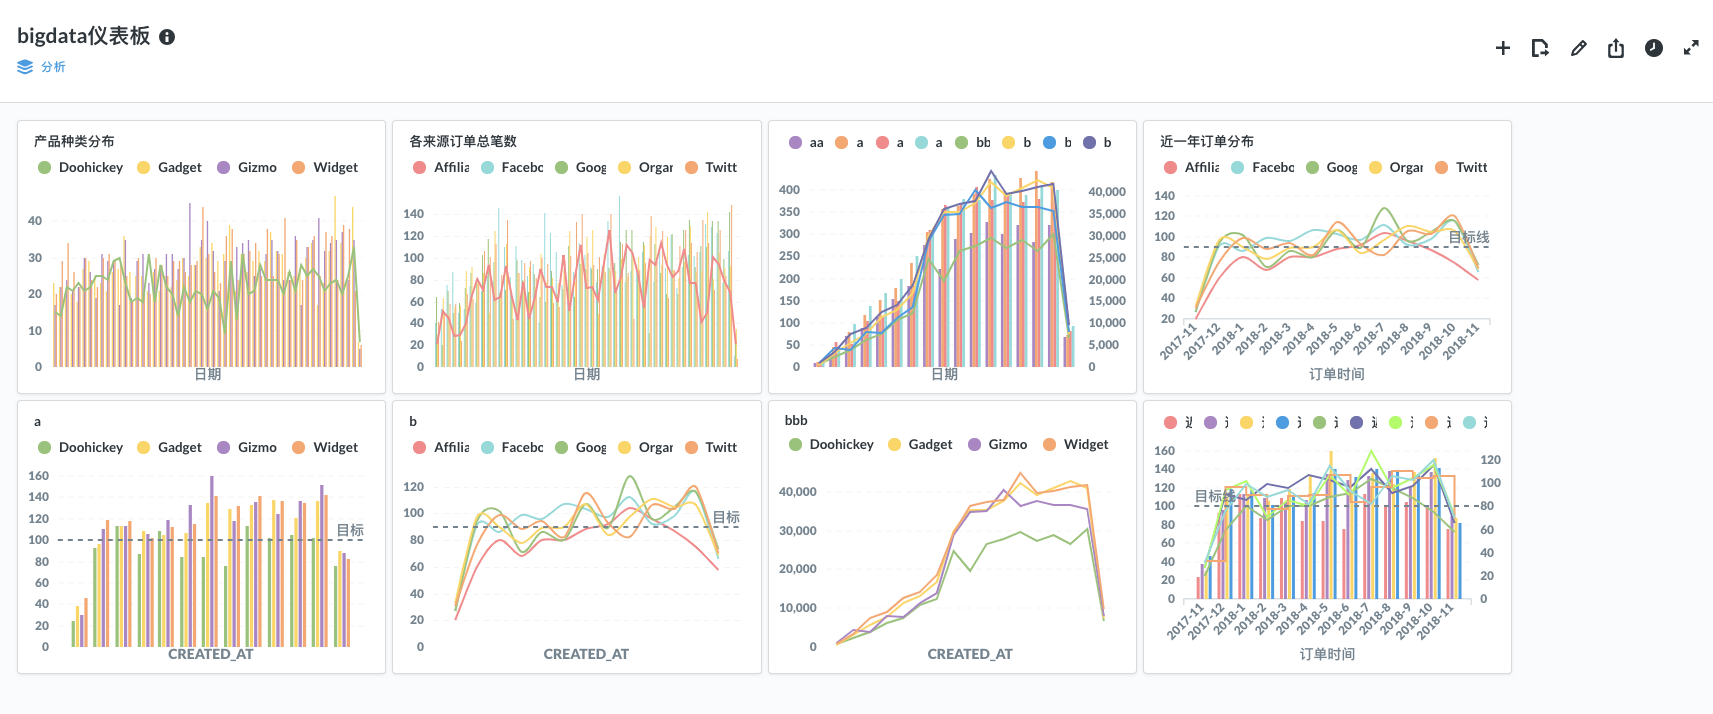 bigdata仪表板
分析
产品种类分布
Doohickey Gadget Gizmo Widget
40
30
20
10
0
日期
各来源订单总笔数
Affilia Facebo Goog Organ Twitt
140
120
100
80
60
40
20
0
日期
aa a a a bb b b b
400
350
300
250
200
150
100
50
0
40,000
35,000
30,000
25,000
20,000
15,000
10,000
5,000
0
日期
近一年订单分布
Affilia Facebo Goog Organ Twitt
140
120
100
80
60
40
20
目标线
2017-11 2017-12 2018-1 2018-2 2018-3 2018-4 2018-5 2018-6 2018-7 2018-8 2018-9 2018-10 2018-11
订单时间
a
Doohickey Gadget Gizmo Widget
160
140
120
100
80
60
40
20
0
目标
CREATED_AT
b
Affilia Facebo Goog Organ Twitt
120
100
80
60
40
20
0
目标
CREATED_AT
bbb
Doohickey Gadget Gizmo Widget
40,000
30,000
20,000
10,000
0
CREATED_AT
160
140
120
100
80
60
40
20
0
120
100
80
60
40
20
0
目标线
2017-11 2017-12 2018-1 2018-2 2018-3 2018-4 2018-5 2018-6 2018-7 2018-8 2018-9 2018-10 2018-11
订单时间